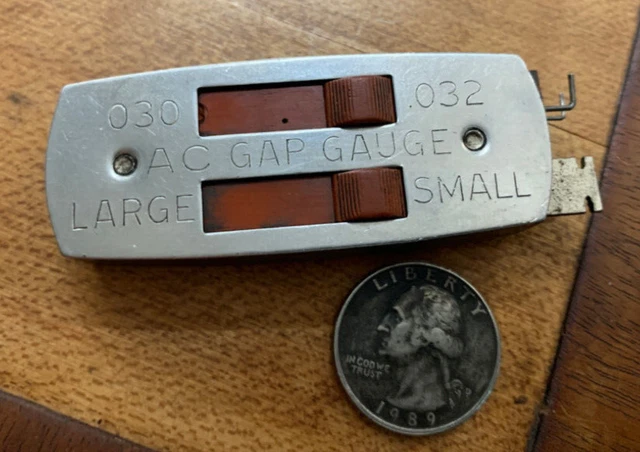 .030 .032
AC GAP GAUGE
LARGE SMALL
LIBERTY
IN GOD WE
TRUST
P
1989